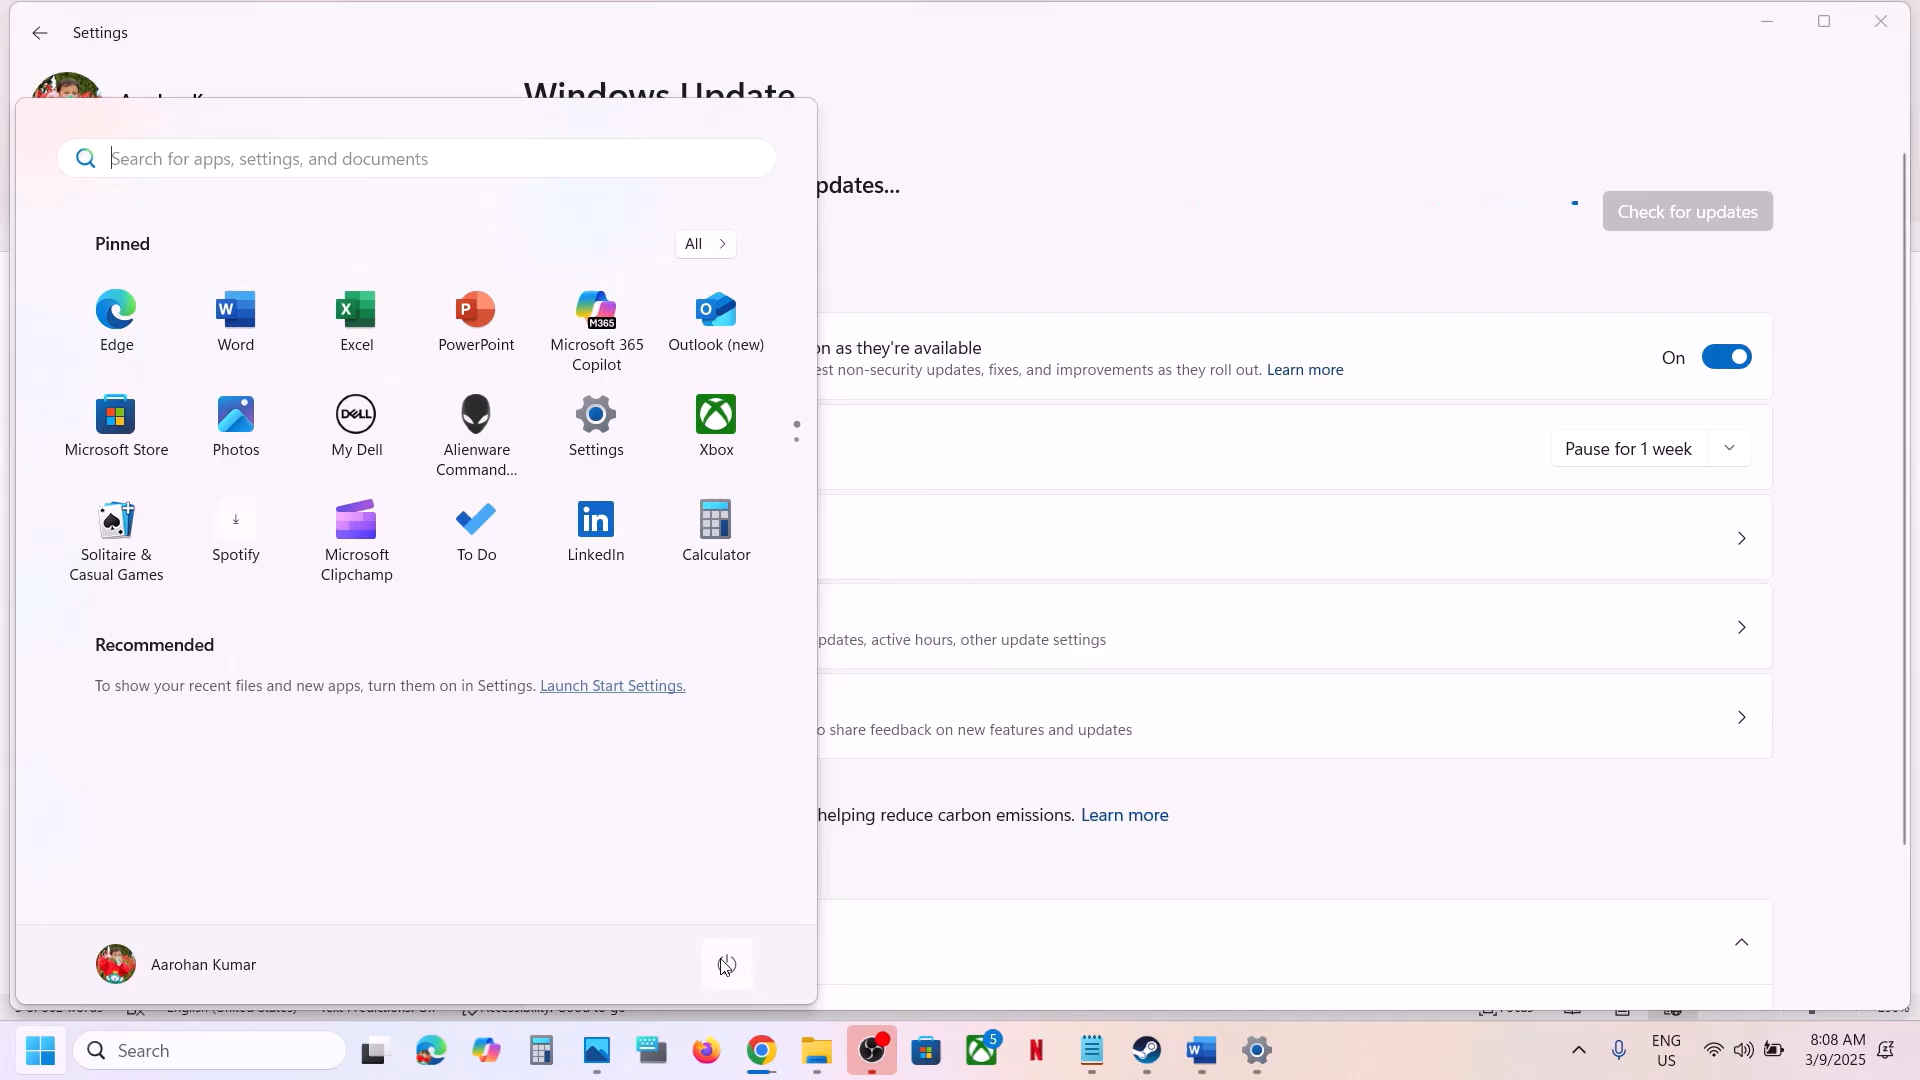 Settings
Windows Update
Search for apps, settings, and documents
pdates...
Check for updates
Pinned
All
Edge
Word
Excel
PowerPoint
Microsoft 365 Copilot
Outlook (new)
M365
on as they're available
On
est non-security updates, fixes, and improvements as they roll out. Learn more
DELL
Microsoft Store
Photos
My Dell
Alienware Command...
Settings
Xbox
Pause for 1 week
Solitaire & Casual Games
Spotify
Microsoft Clipchamp
To Do
LinkedIn
Calculator
Recommended
pdates, active hours, other update settings
To show your recent files and new apps, turn them on in Settings. Launch Start Settings.
o share feedback on new features and updates
helping reduce carbon emissions. Learn more
Aarohan Kumar
Search
5
ENG
US
8:08 AM
3/9/2025